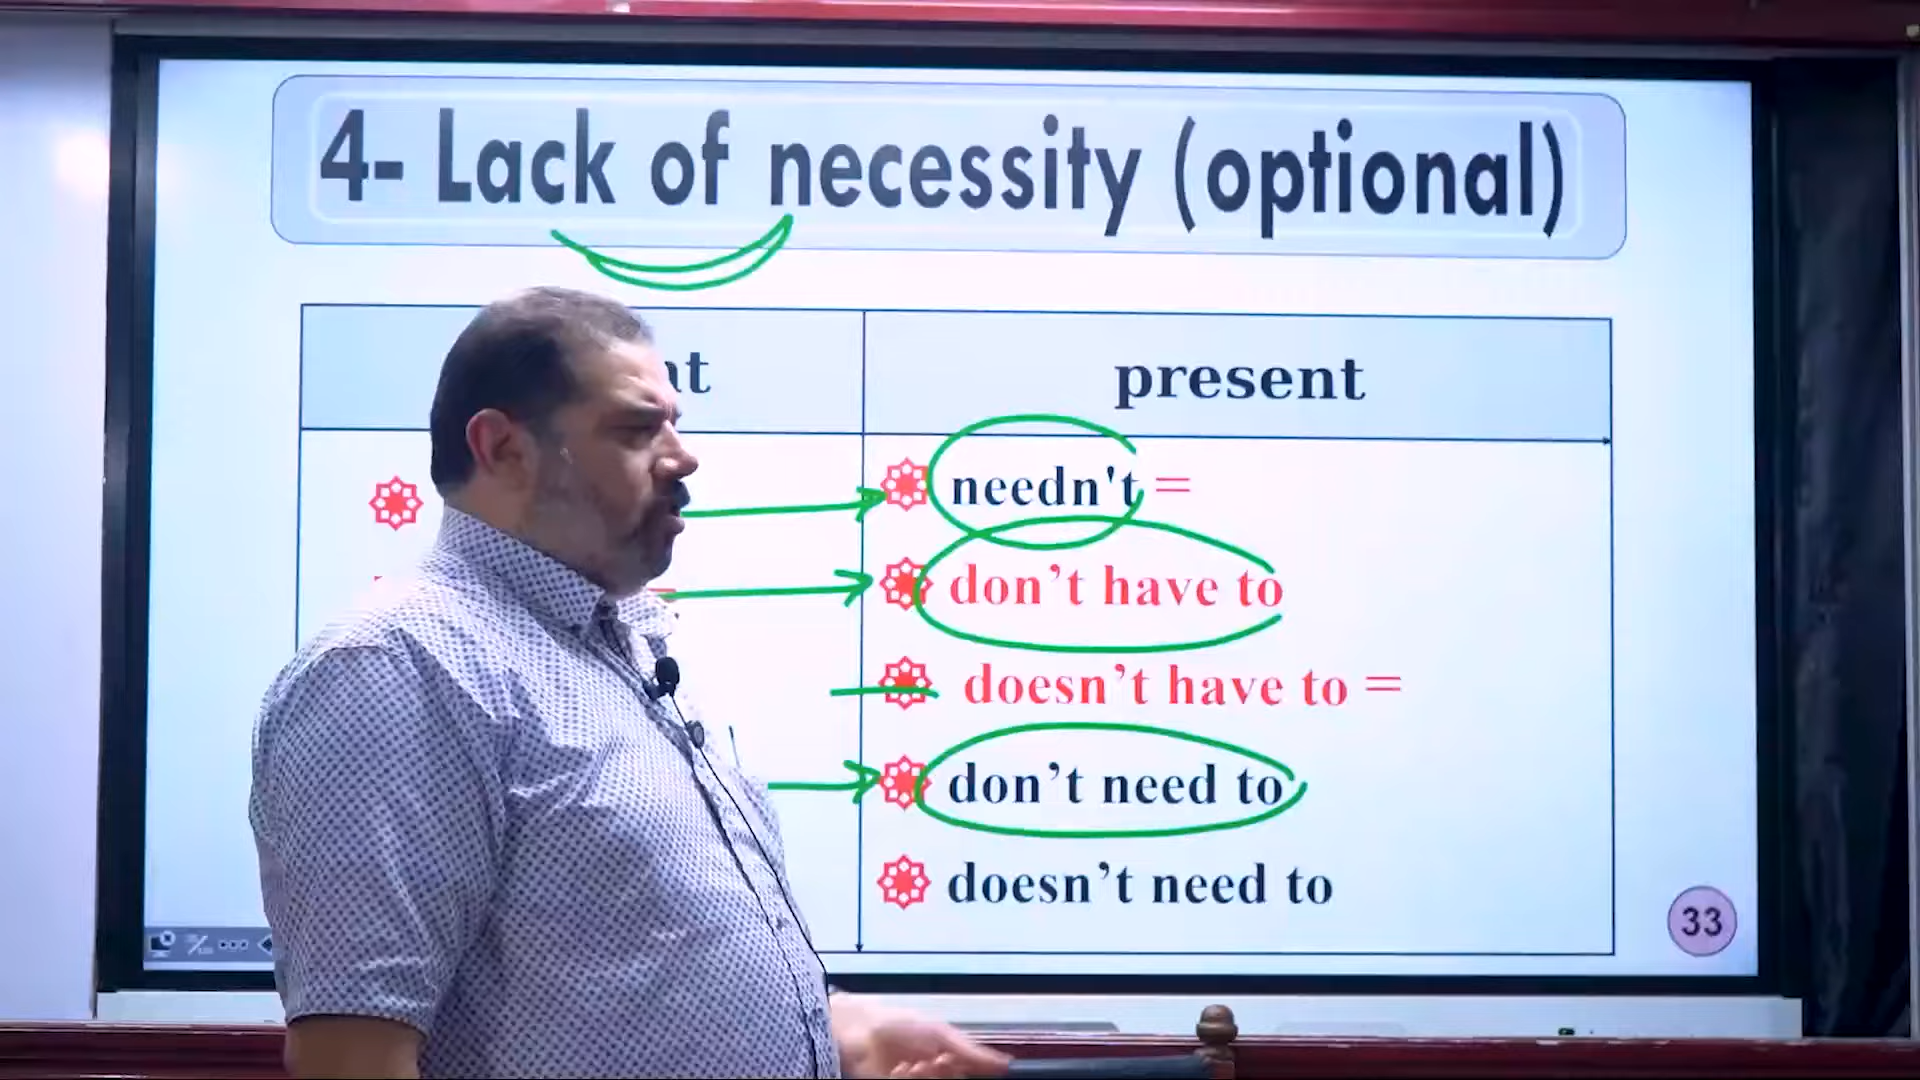 4- Lack of necessity (optional)
present
needn't =
don’t have to
doesn’t have to =
don’t need to
doesn’t need to
33